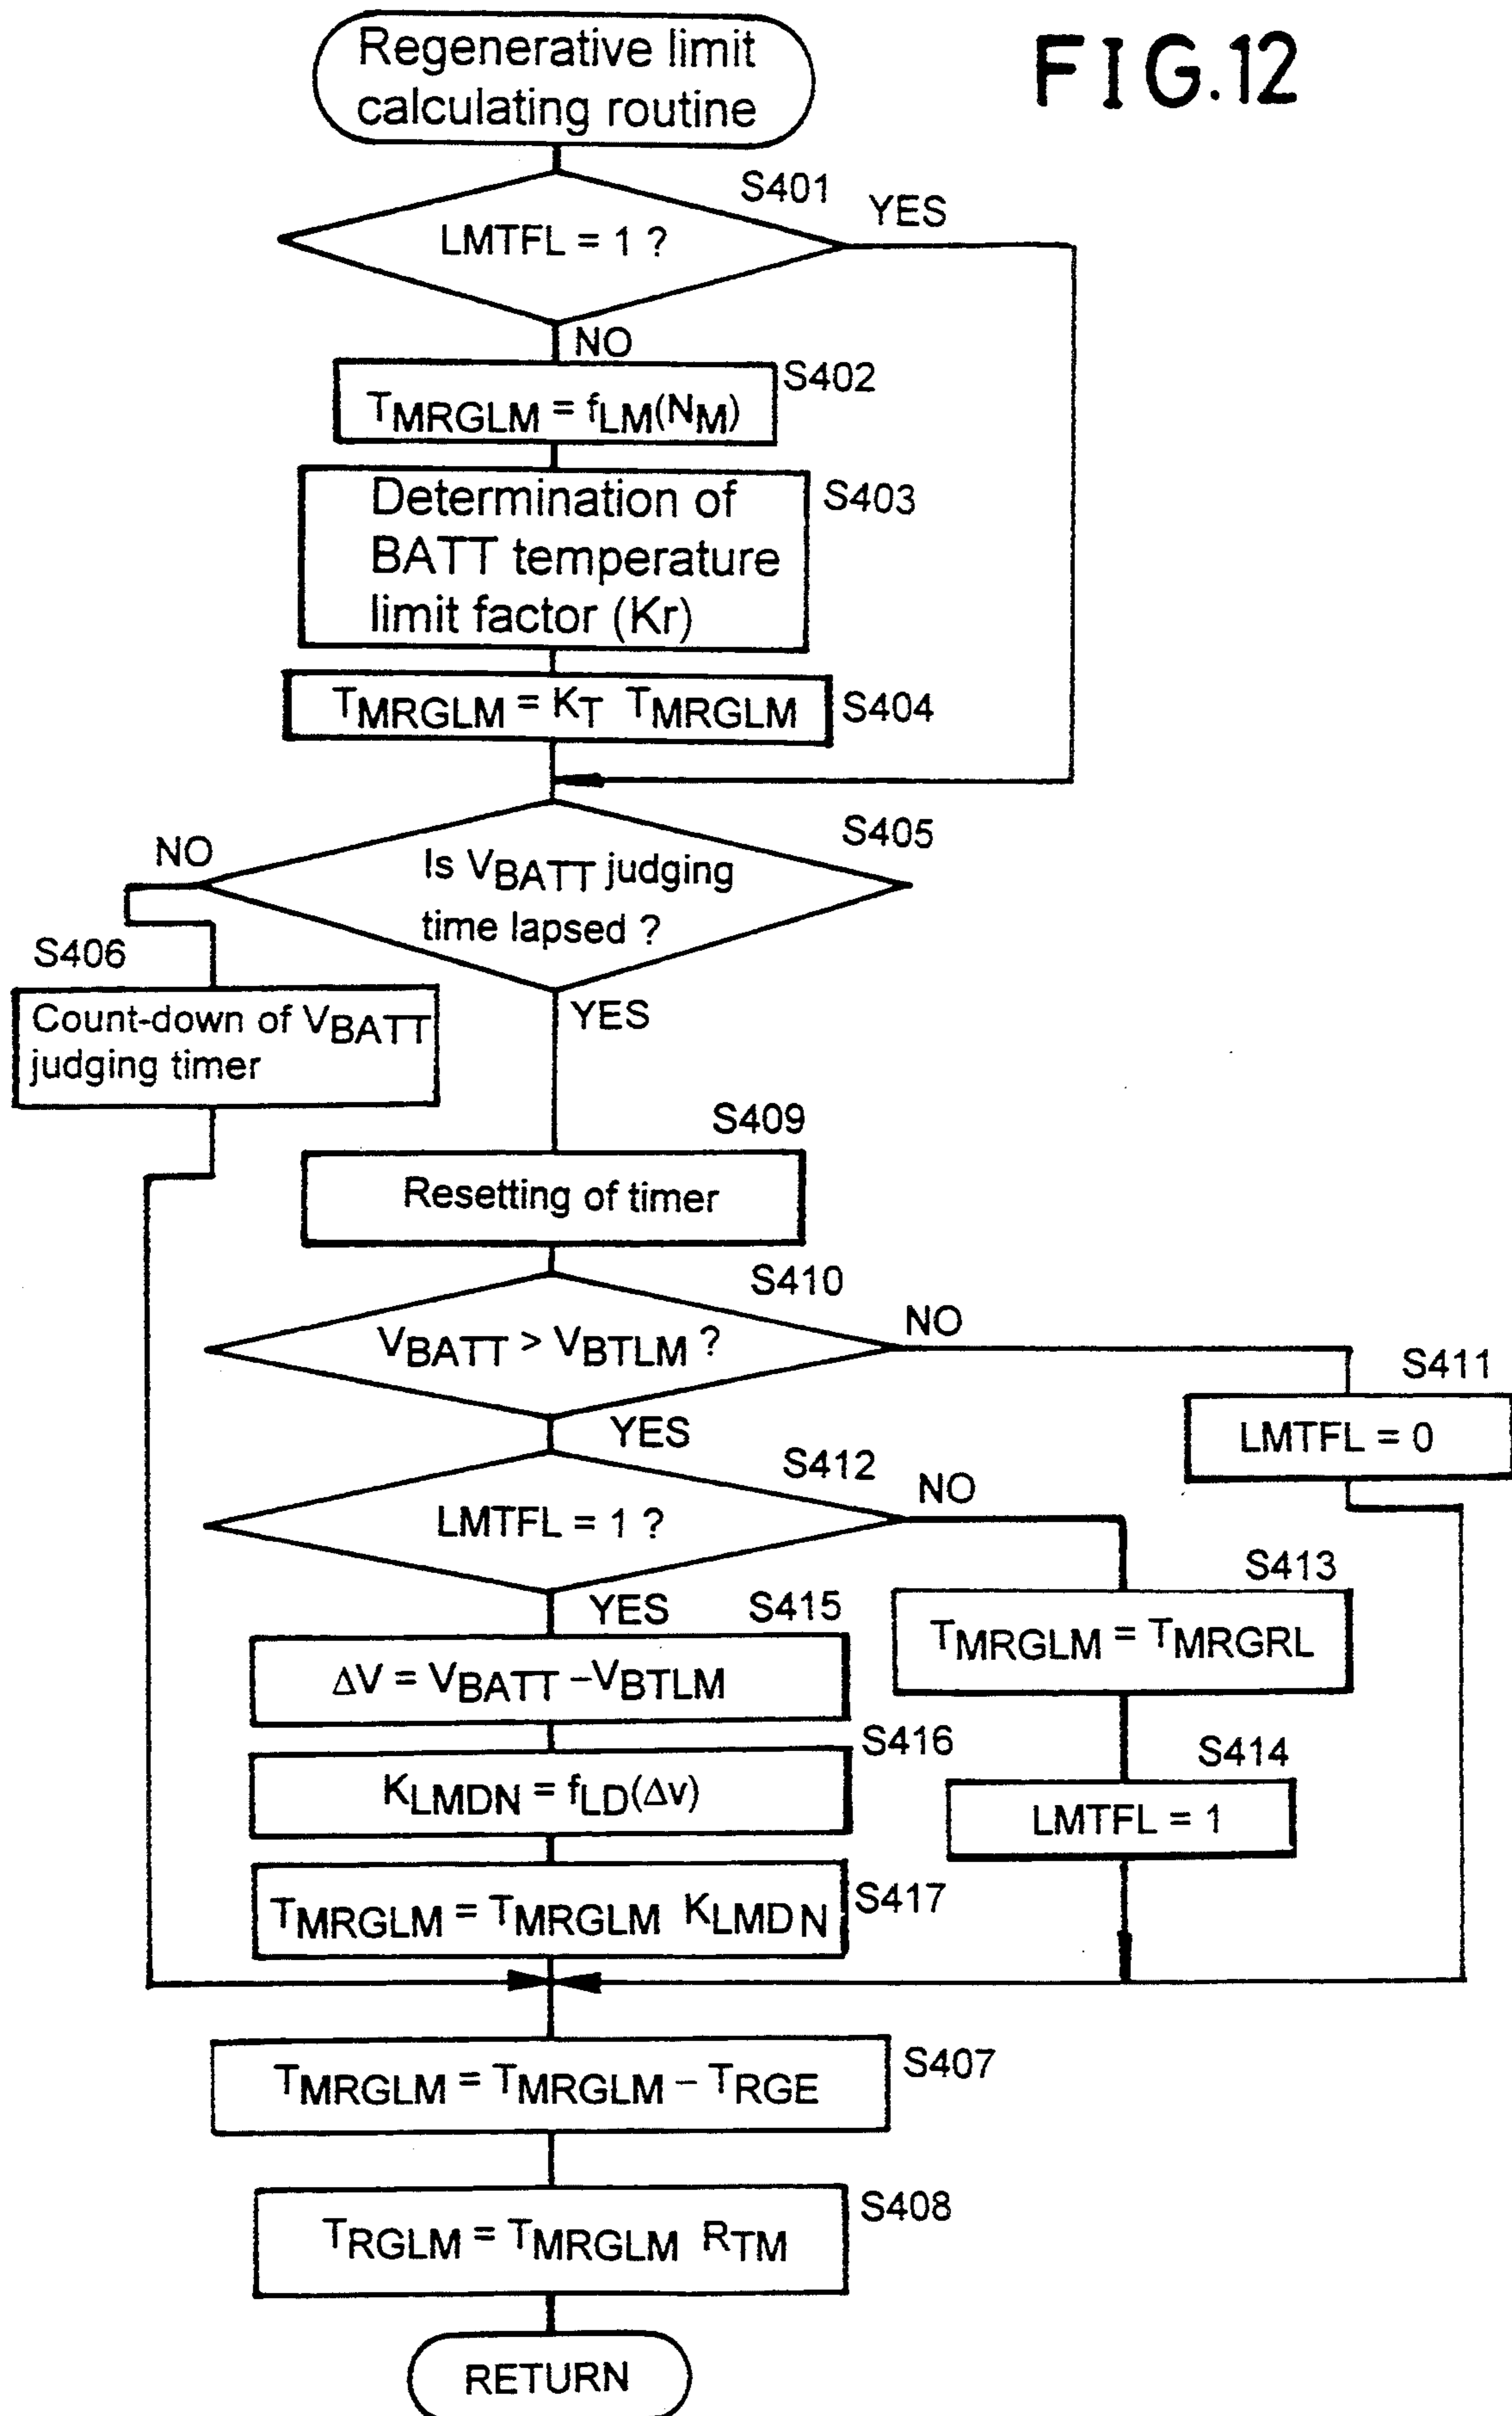 Regenerative limit
calculating routine
FIG.12
S401
LMTFL = 1 ?
YES
NO
S402
TMRGLM = fLM(NM)
S403
Determination of
BATT temperature
limit factor (Kr)
TMRGLM = KT TMRGLM
S404
S405
NO
Is VBATT judging
time lapsed ?
S406
YES
Count-down of VBATT
judging timer
S409
Resetting of timer
S410
VBATT > VBTLM ?
NO
S411
LMTFL = 0
YES
S412
LMTFL = 1 ?
NO
S413
TMRGLM = TMRGRL
YES
S415
ΔV = VBATT –VBTLM
S416
S414
KLMDN = fLD(Δv)
LMTFL = 1
TMRGLM = TMRGLM KLMDN
S417
S407
TMRGLM = TMRGLM – TRGE
S408
TRGLM = TMRGLM RTM
RETURN